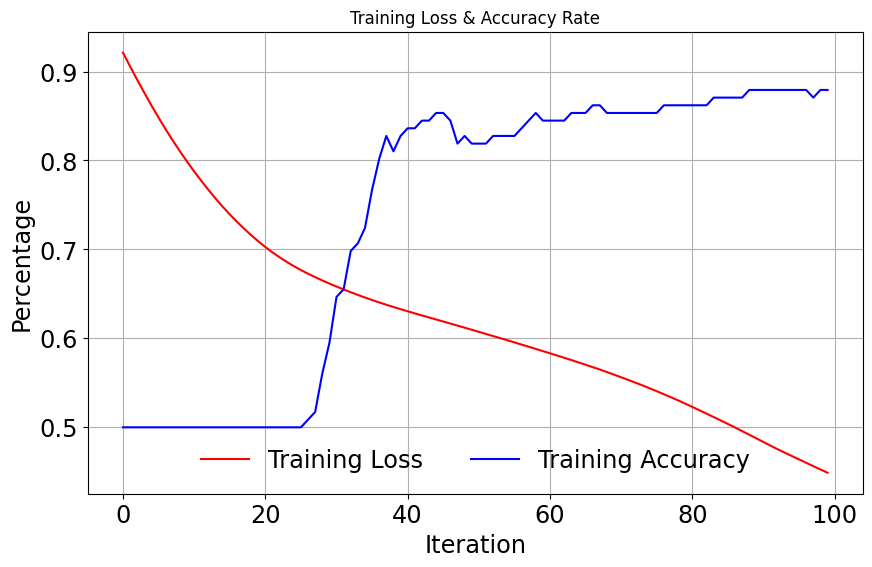 Training Loss & Accuracy Rate
Percentage
0.9
0.8
0.7
0.6
0.5
Training Loss Training Accuracy
0 20 40 60 80 100
Iteration